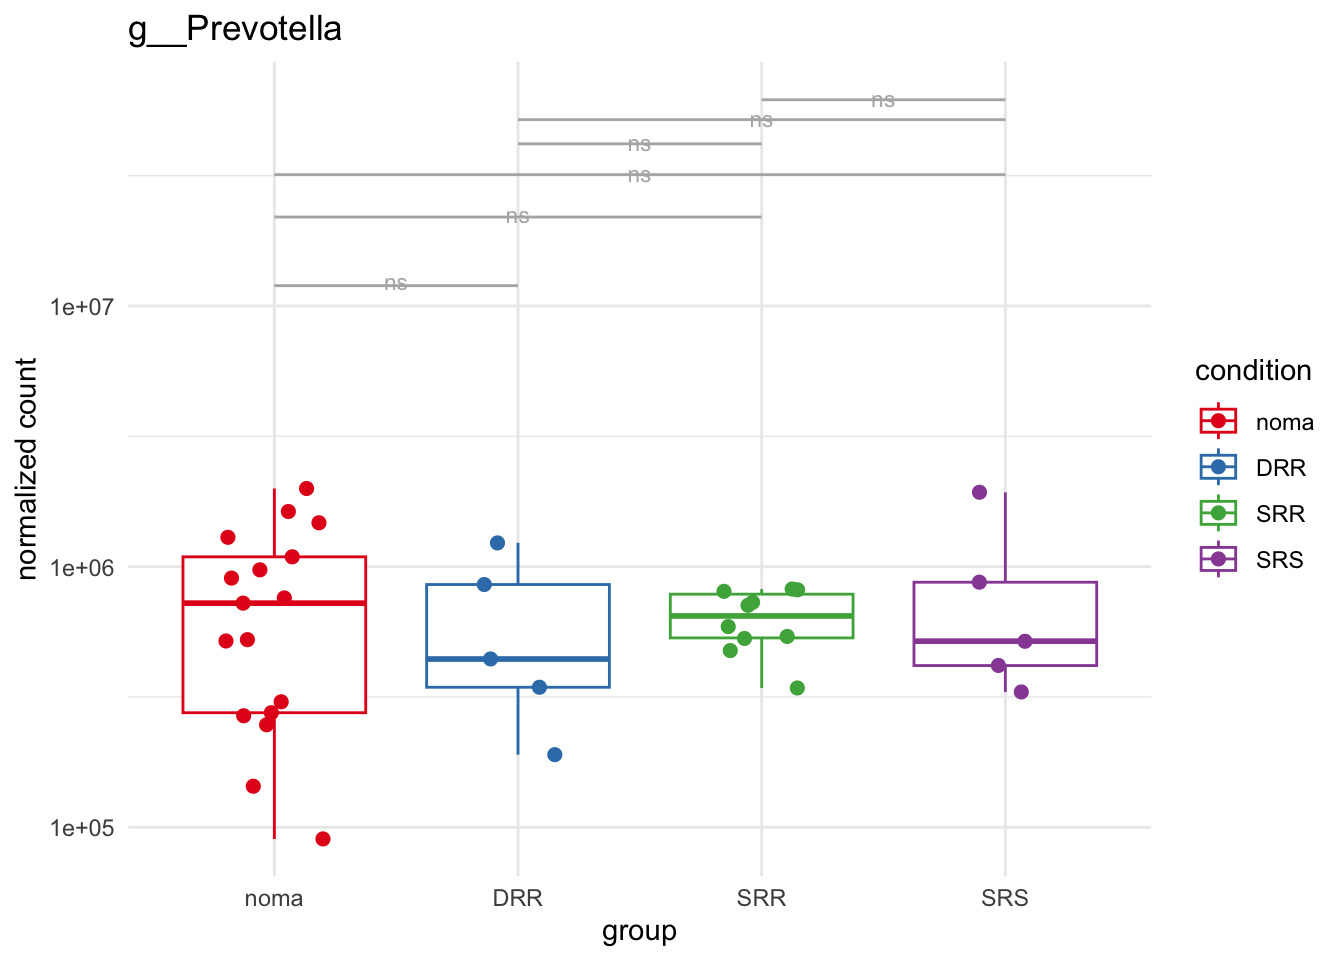 g__Prevotella
ns
ns
ns
ns
ns
ns
1e+07
1e+06
1e+05
normalized count
noma
DRR
SRR
SRS
group
condition
noma
DRR
SRR
SRS